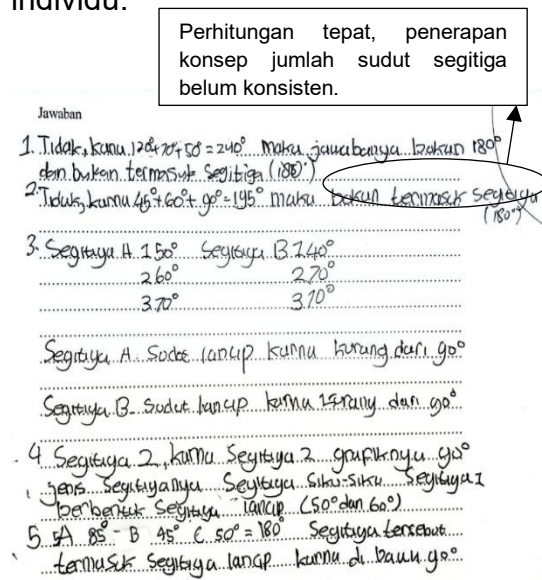 individu.
Perhitungan tepat, penerapan
konsep jumlah sudut segitiga
belum konsisten.
Jawaban
1. Tidak, karna 120°+70°+50°=240° maka jawabanya bukan 180°
dan bukan termasuk segitiga (180°)
2. Tidak, karna 45°+60°+90°=195° maka bukan termasuk segitiga
(180°)
3. Segitiga A. 1 50° Segitiga B. 1 40°
2 60° 2 70°
3. 70° 3. 70°
Segitiga A. Sudut lancip karna kurang dari 90°
Segitiga B. Sudut lancip karna kurang dari 90°
4 Segitiga 2, karna segitiga 2 90°
jenis segitiganya segitiga siku-siku segitiga 1
berbentuk segitiga lancip (50° dan 60°)
5. A 85° B 45° C. 50° = 180° Segitiga tersebut
termasuk segitiga lancip karna di bawa 90°.